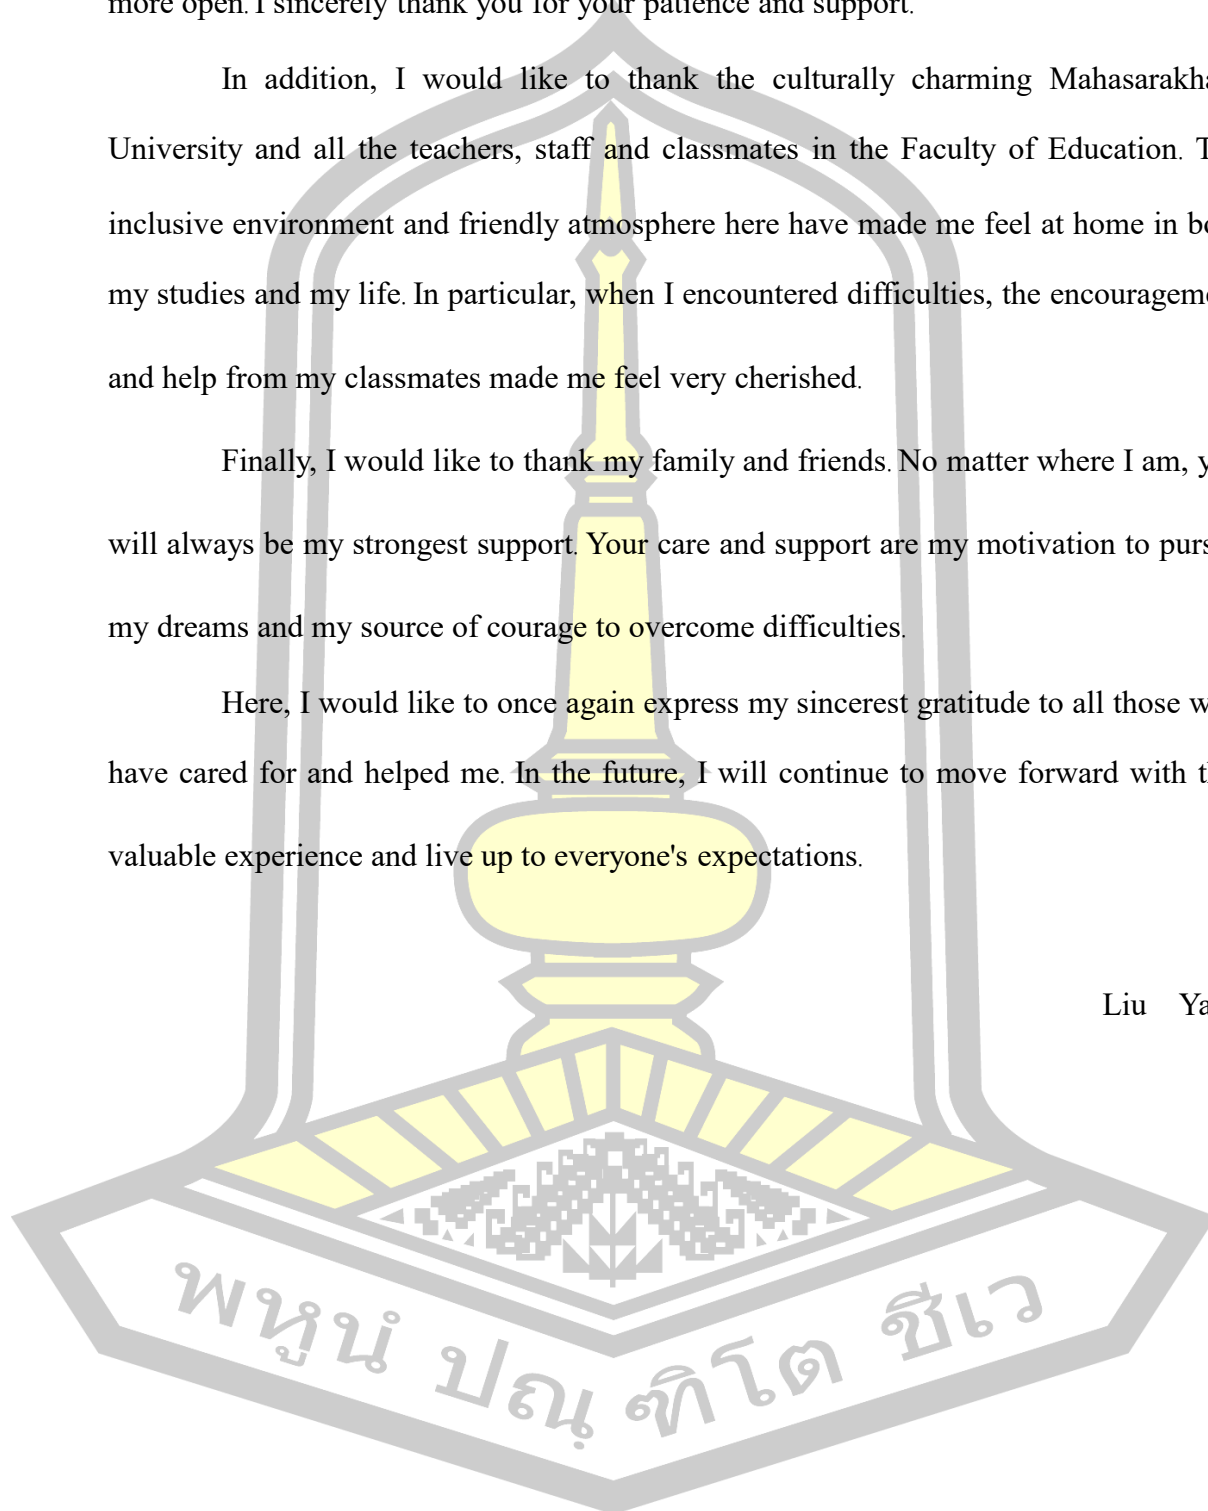 more open. I sincerely thank you for your patience and support.
In addition, I would like to thank the culturally charming
University and all the teachers, staff and classmates in the Faculty of Education.
inclusive environment and friendly atmosphere here have made me feel at home in
my studies and my life. In particular, when I encountered difficulties, the
and help from my classmates made me feel very cherished.
Finally, I would like to thank my family and friends. No matter where I am,
will always be my strongest support. Your care and support are my motivation to
my dreams and my source of courage to overcome difficulties.
Here, I would like to once again express my sincerest gratitude to all those
have cared for and helped me. In the future, I will continue to move forward with
valuable experience and live up to everyone's expectations.
Liu
พหูนํ ปณฺฑิโต ชีเว